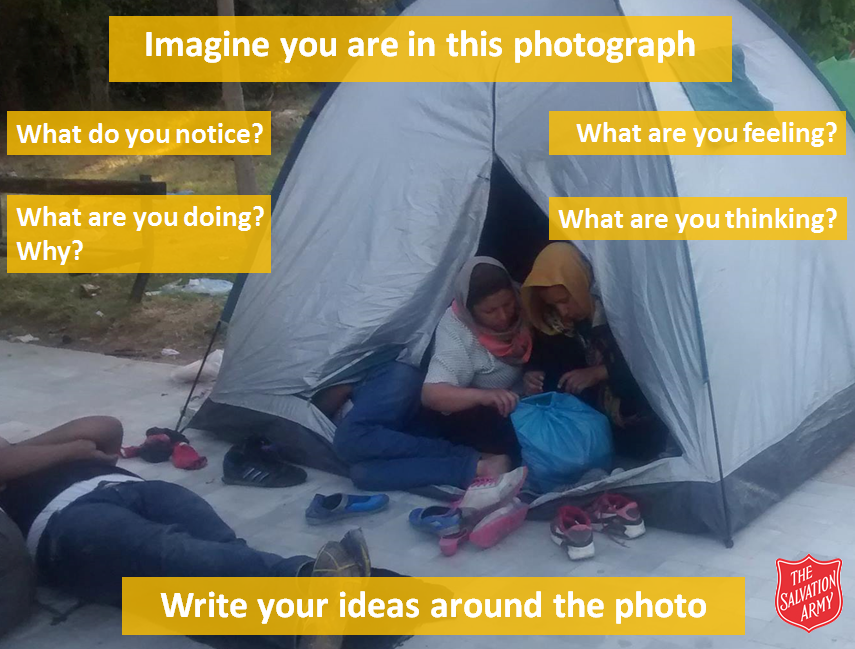 Imagine you are in this photograph
What do you notice?
What are you feeling?
What are you doing?
Why?
What are you thinking?
Write your ideas around the photo
THE
SALVATION
ARMY